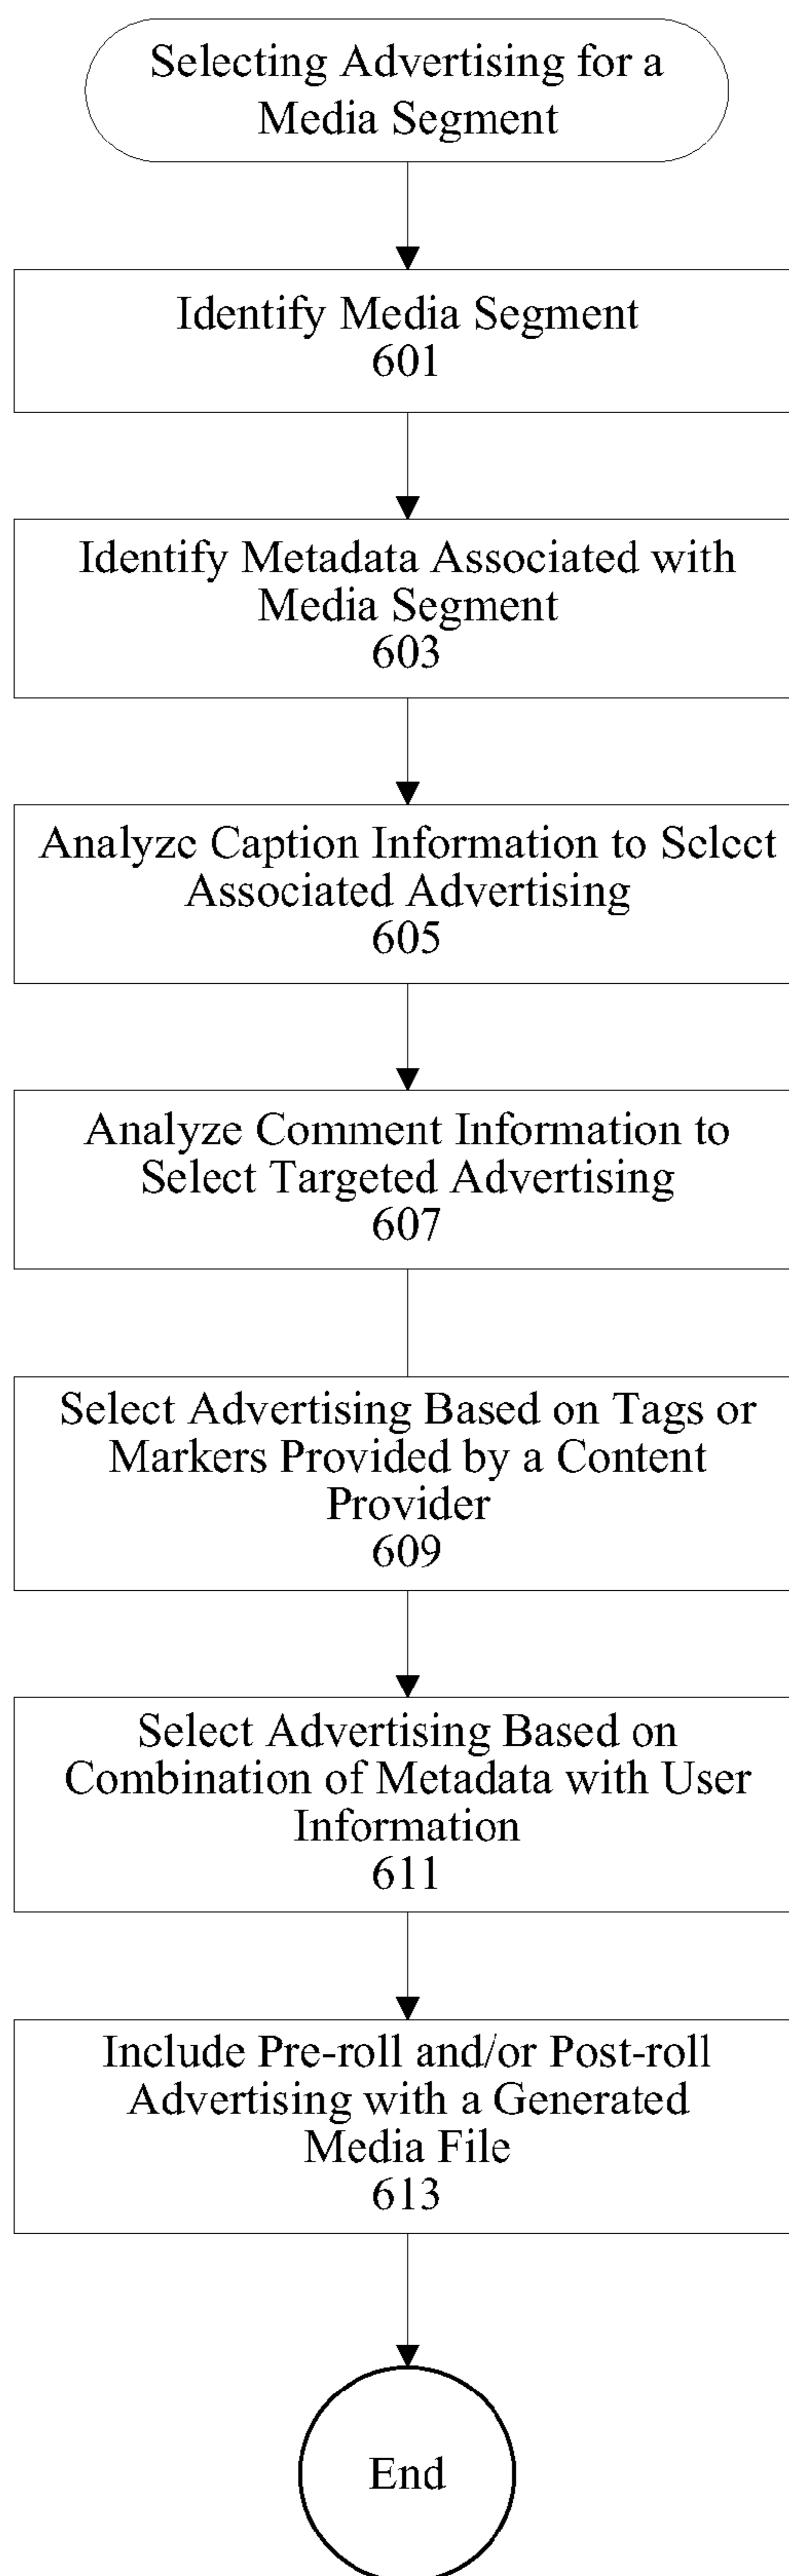 Selecting Advertising for a
Media Segment
Identify Media Segment
601
Identify Metadata Associated with
Media Segment
603
Analyze Caption Information to Select
Associated Advertising
605
Analyze Comment Information to
Select Targeted Advertising
607
Select Advertising Based on Tags or
Markers Provided by a Content
Provider
609
Select Advertising Based on
Combination of Metadata with User
Information
611
Include Pre-roll and/or Post-roll
Advertising with a Generated
Media File
613
End